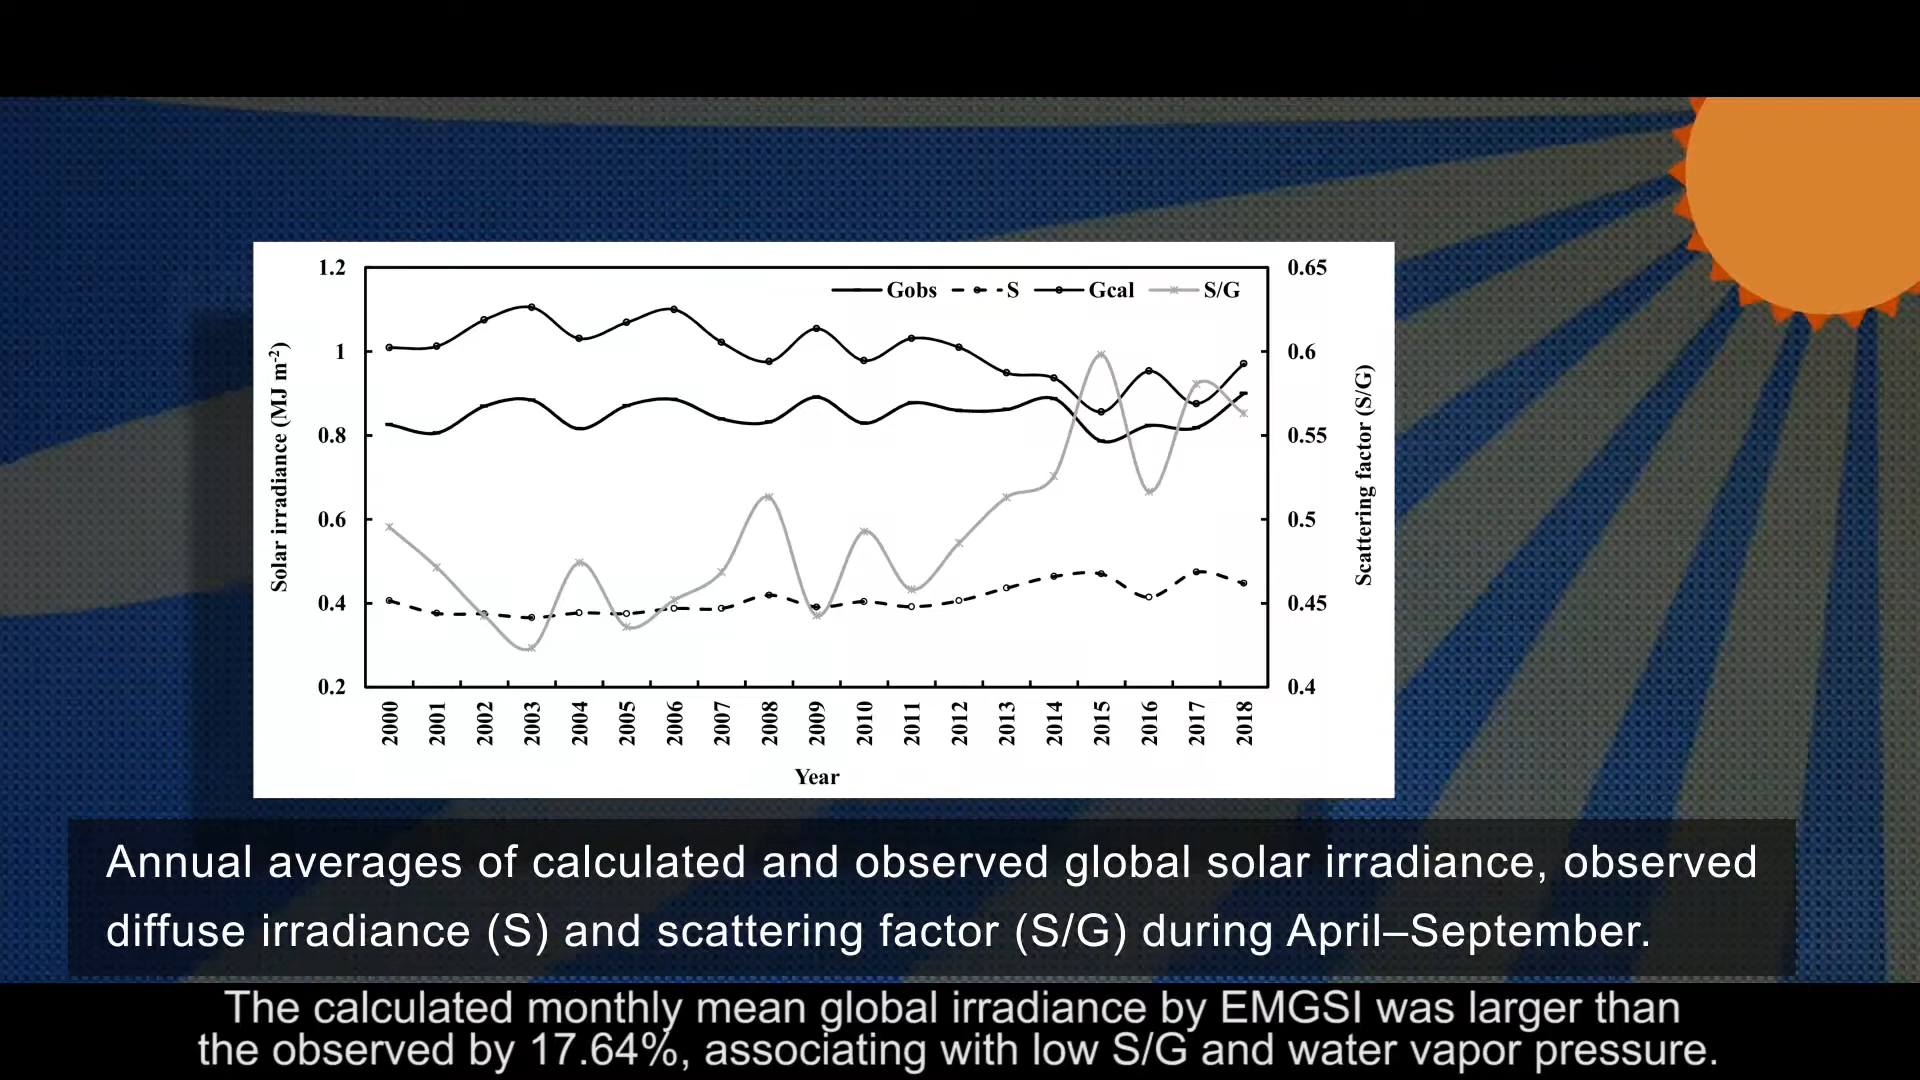 1.2
1
0.8
0.6
0.4
0.2
Solar irradiance (MJ m-2)
Gobs S Gcal S/G
0.65
0.6
0.55
0.5
0.45
0.4
Scattering factor (S/G)
2000 2001 2002 2003 2004 2005 2006 2007 2008 2009 2010 2011 2012 2013 2014 2015 2016 2017 2018
Year
Annual averages of calculated and observed global solar irradiance, observed
diffuse irradiance (S) and scattering factor (S/G) during April–September.
The calculated monthly mean global irradiance by EMGSI was larger than
the observed by 17.64%, associating with low S/G and water vapor pressure.